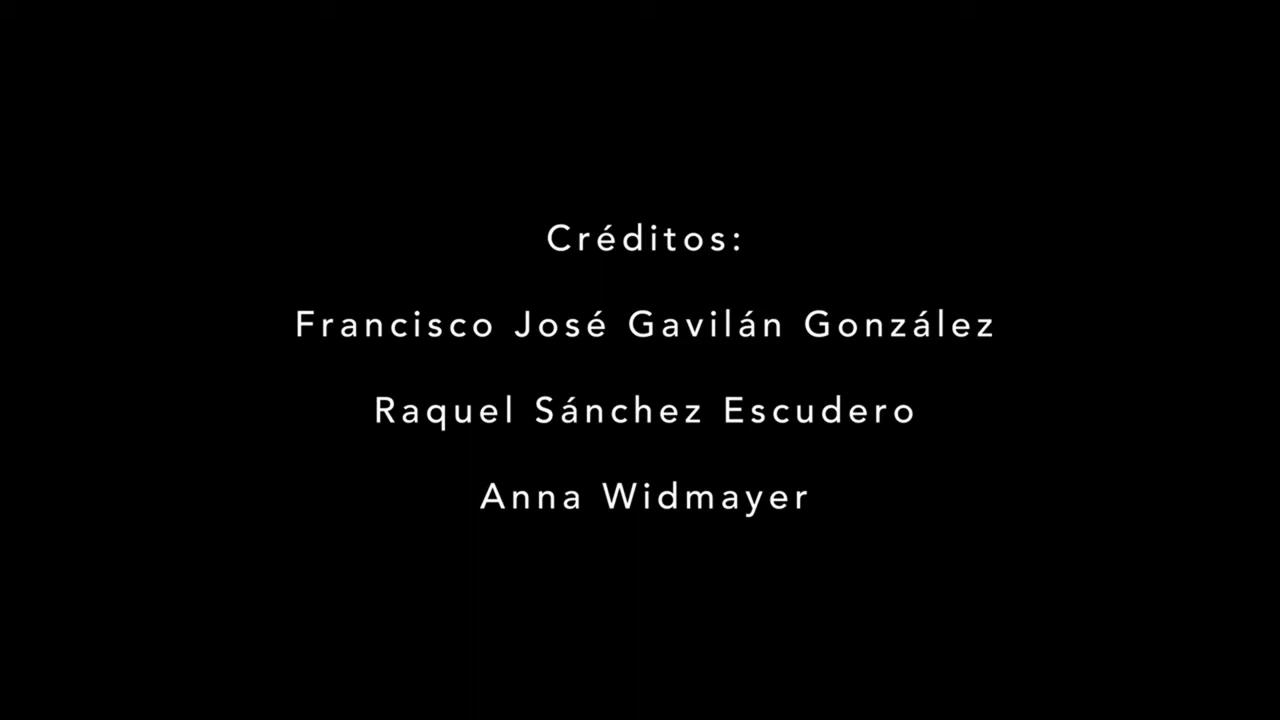 Créditos:
Francisco José Gavilán González
Raquel Sánchez Escudero
Anna Widmayer